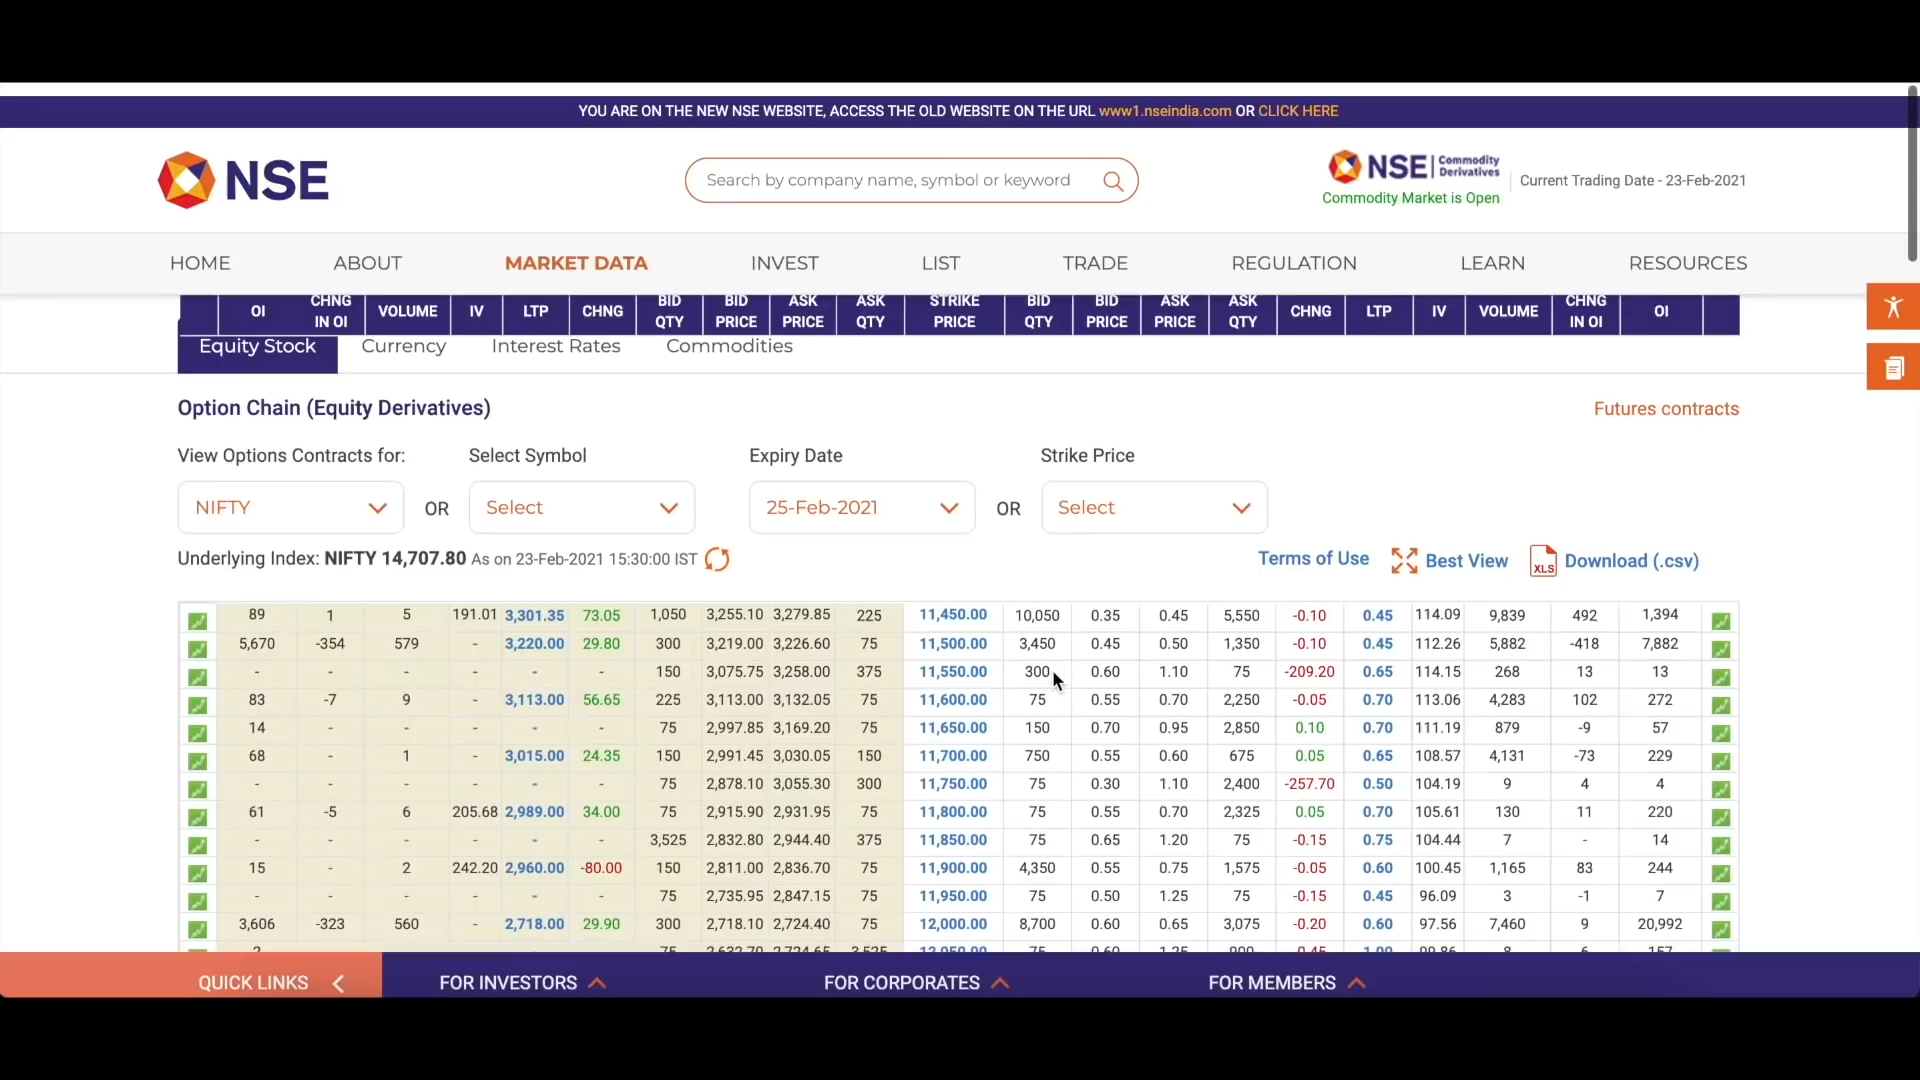 YOU ARE ON THE NEW NSE WEBSITE, ACCESS THE OLD WEBSITE ON THE URL www1.nseindia.com OR CLICK HERE
NSE
Search by company name, symbol or keyword
NSE Commodity Derivatives
Commodity Market is Open
Current Trading Date - 23-Feb-2021
HOME ABOUT MARKET DATA INVEST LIST TRADE REGULATION LEARN RESOURCES
OI CHNG IN OI VOLUME IV LTP CHNG BID QTY BID PRICE ASK PRICE ASK QTY STRIKE PRICE BID QTY BID PRICE ASK PRICE ASK QTY CHNG LTP IV VOLUME CHNG IN OI OI
Equity Stock Currency Interest Rates Commodities
Option Chain (Equity Derivatives) Futures contracts
View Options Contracts for: Select Symbol Expiry Date Strike Price
NIFTY OR Select 25-Feb-2021 OR Select
Underlying Index: NIFTY 14,707.80 As on 23-Feb-2021 15:30:00 IST Terms of Use Best View XLS Download (.csv)
89 1 5 191.01 3,301.35 73.05 1,050 3,255.10 3,279.85 225 11,450.00 10,050 0.35 0.45 5,550 -0.10 0.45 114.09 9,839 492 1,394
5,670 -354 579 - 3,220.00 29.80 300 3,219.00 3,226.60 75 11,500.00 3,450 0.45 0.50 1,350 -0.10 0.45 112.26 5,882 -418 7,882
- - - - - - 150 3,075.75 3,258.00 375 11,550.00 300 0.60 1.10 75 -209.20 0.65 114.15 268 13 13
83 -7 9 - 3,113.00 56.65 225 3,113.00 3,132.05 75 11,600.00 75 0.55 0.70 2,250 -0.05 0.70 113.06 4,283 102 272
14 - - - - - 75 2,997.85 3,169.20 75 11,650.00 150 0.70 0.95 2,850 0.10 0.70 111.19 879 -9 57
68 - 1 - 3,015.00 24.35 150 2,991.45 3,030.05 150 11,700.00 750 0.55 0.60 675 0.05 0.65 108.57 4,131 -73 229
- - - - - - 75 2,878.10 3,055.30 300 11,750.00 75 0.30 1.10 2,400 -257.70 0.50 104.19 9 4 4
61 -5 6 205.68 2,989.00 34.00 75 2,915.90 2,931.95 75 11,800.00 75 0.55 0.70 2,325 0.05 0.70 105.61 130 11 220
- - - - - - 3,525 2,832.80 2,944.40 375 11,850.00 75 0.65 1.20 75 -0.15 0.75 104.44 7 - 14
15 - 2 242.20 2,960.00 -80.00 150 2,811.00 2,836.70 75 11,900.00 4,350 0.55 0.75 1,575 -0.05 0.60 100.45 1,165 83 244
- - - - - - 75 2,735.95 2,847.15 75 11,950.00 75 0.50 1.25 75 -0.15 0.45 96.09 3 -1 7
3,606 -323 560 - 2,718.00 29.90 300 2,718.10 2,724.40 75 12,000.00 8,700 0.60 0.65 3,075 -0.20 0.60 97.56 7,460 9 20,992
QUICK LINKS FOR INVESTORS FOR CORPORATES FOR MEMBERS